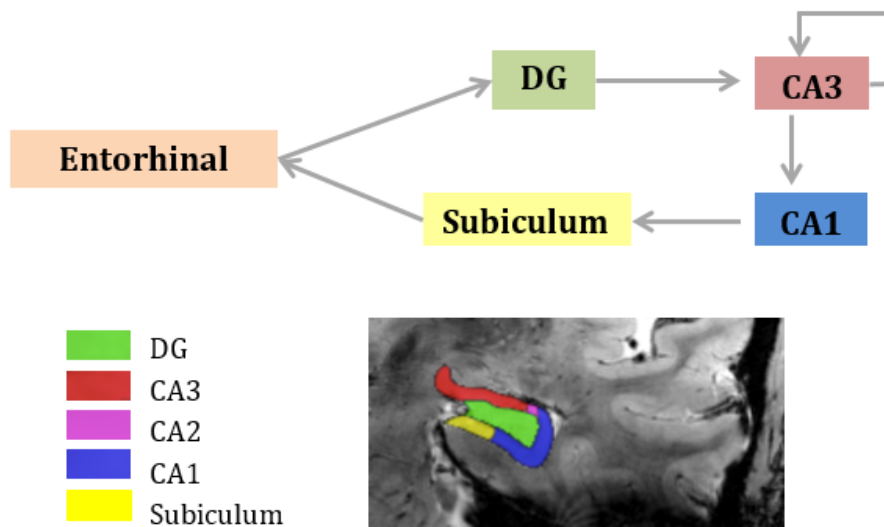 DG
CA3
Entorhinal
Subiculum
CA1
DG
CA3
CA2
CA1
Subiculum